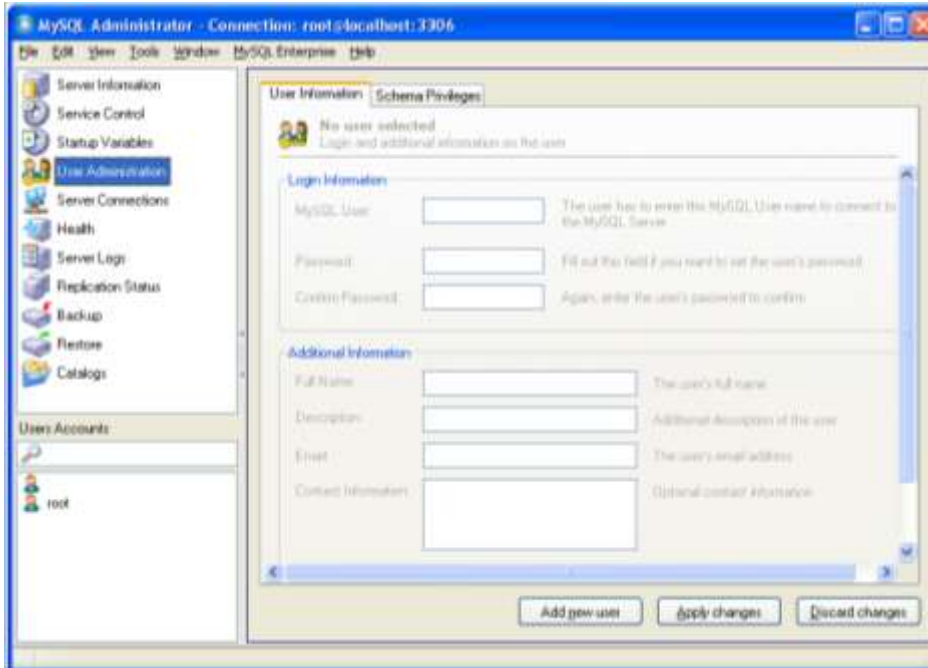 MySQL Administrator - Connection: root@localhost:3306
File Edit View Tools Window MySQL Enterprise Help
Server Information
Service Control
Startup Variables
User Administration
Server Connections
Health
Server Logs
Replication Status
Backup
Restore
Catalogs
Users Accounts
root
User Information Schema Privileges
No user selected
Login and additional information on the user
Login Information
MySQL User: The user has to enter this MySQL User name to connect to
the MySQL Server.
Password: Fill out this field if you want to set the user's password
Confirm Password: Again, enter the user's password to confirm
Additional Information
Full Name: The user's full name
Description: Additional description of the user
Email: The user's email address
Contact Information: Optional contact information
Add new user Apply changes Discard changes